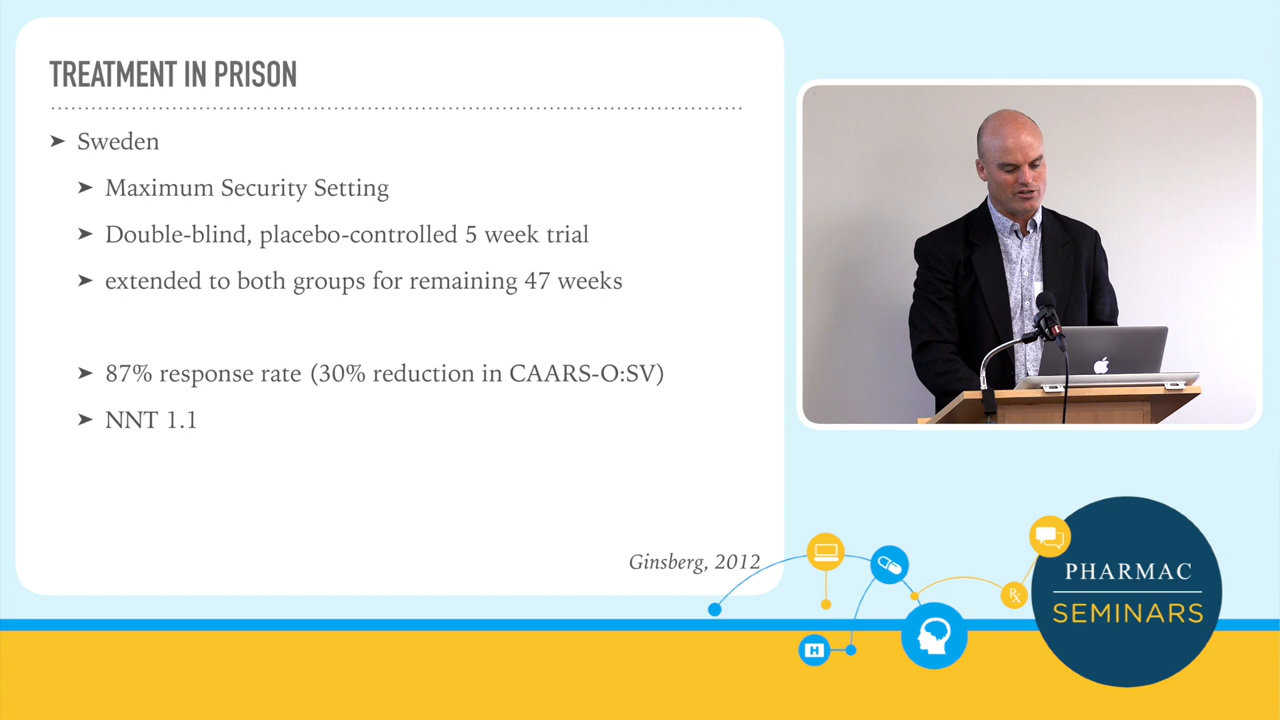 TREATMENT IN PRISON
➤ Sweden
➤ Maximum Security Setting
➤ Double-blind, placebo-controlled 5 week trial
➤ extended to both groups for remaining 47 weeks
➤ 87% response rate (30% reduction in CAARS-O:SV)
➤ NNT 1.1
Ginsberg, 2012
H
Rx
PHARMAC
SEMINARS